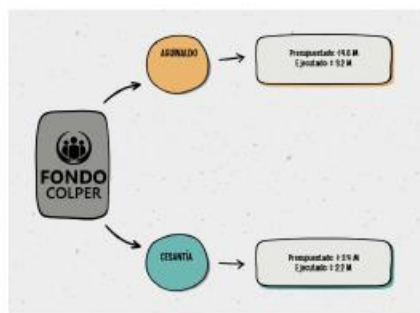 AGUINALDO
Presupuestado:
Ejecutado:
FONDO
COLPER
CESANTÍA
Presupuestado:
Ejecutado: